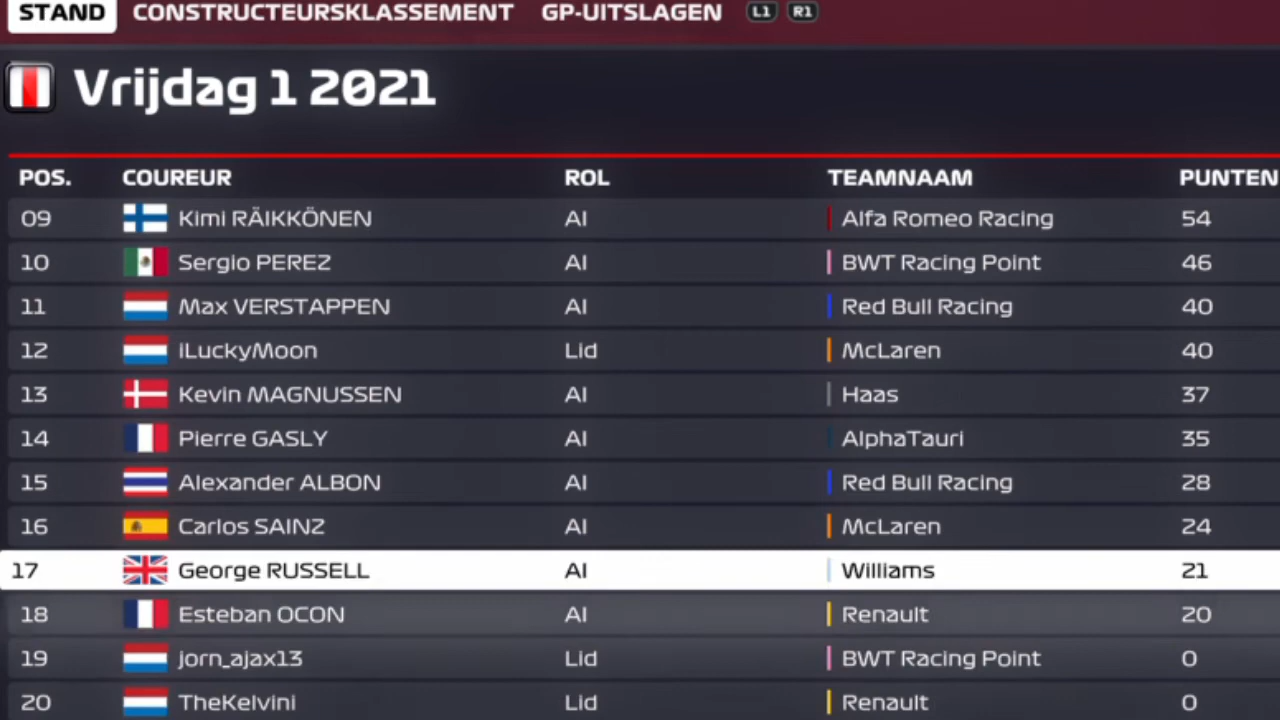 STAND CONSTRUCTEURSKLASSEMENT GP-UITSLAGEN L1 R1
Vrijdag 1 2021
POS. COUREUR ROL TEAMNAAM PUNTEN
09 Kimi RÄIKKÖNEN AI Alfa Romeo Racing 54
10 Sergio PEREZ AI BWT Racing Point 46
11 Max VERSTAPPEN AI Red Bull Racing 40
12 iLuckyMoon Lid McLaren 40
13 Kevin MAGNUSSEN AI Haas 37
14 Pierre GASLY AI AlphaTauri 35
15 Alexander ALBON AI Red Bull Racing 28
16 Carlos SAINZ AI McLaren 24
17 George RUSSELL AI Williams 21
18 Esteban OCON AI Renault 20
19 jorn_ajax13 Lid BWT Racing Point 0
20 TheKelvini Lid Renault 0